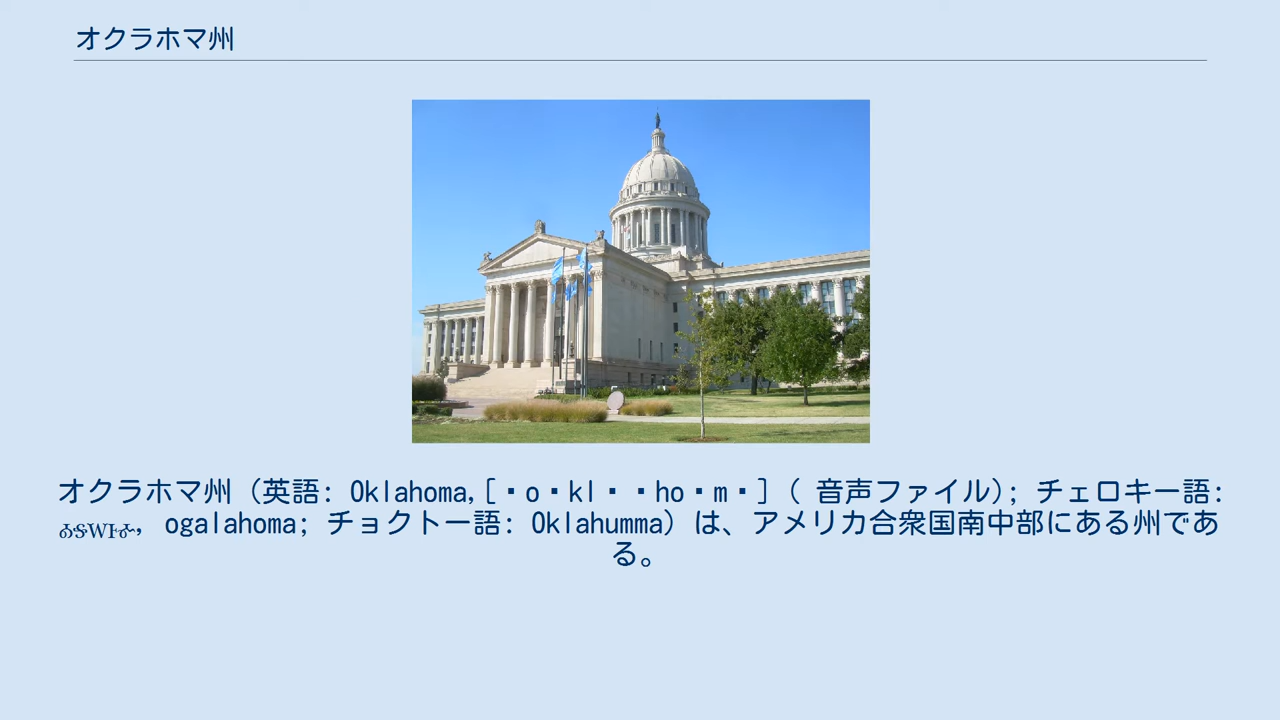 オクラホマ州
オクラホマ州（英語: Oklahoma,[・o・kl・・ho・m・]（ 音声ファイル）; チェロキー語:
ᎣᎦᎳᎰᎹ, ogalahoma; チョクトー語: Oklahumma）は、アメリカ合衆国南中部にある州であ
る。